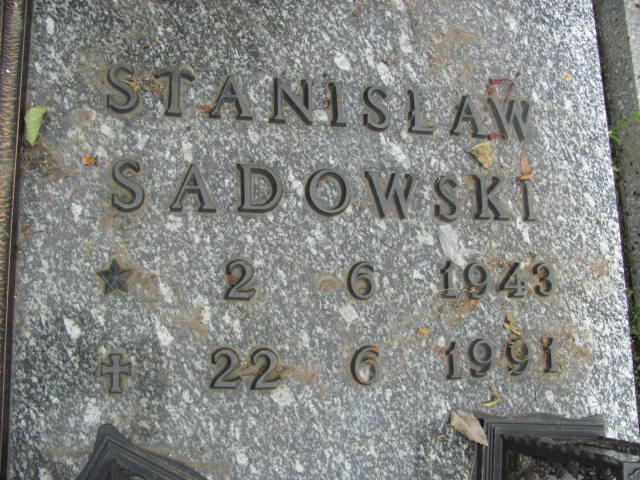 STANISLAW
SADOWSKI
★ 2 6 1943
✝ 22 6 1991